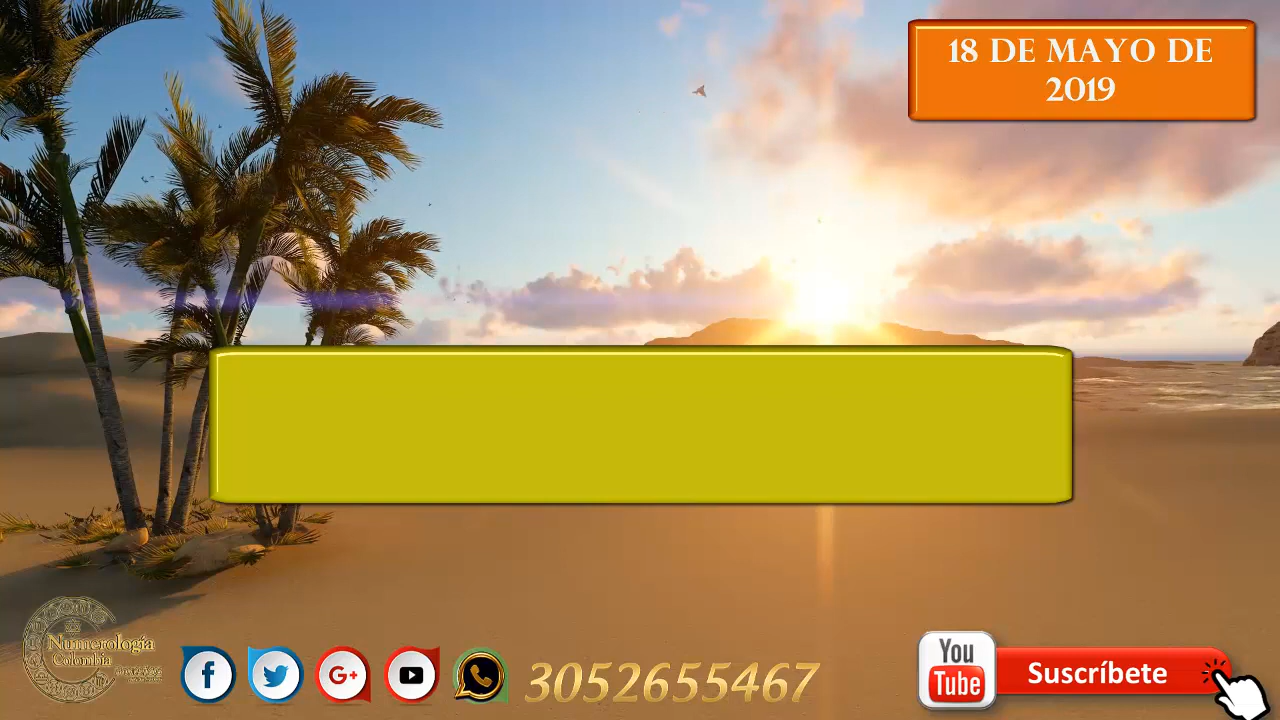 18 DE MAYO DE
2019
Numerología
Colombia
G+
3052655467
You
Tube
Suscríbete